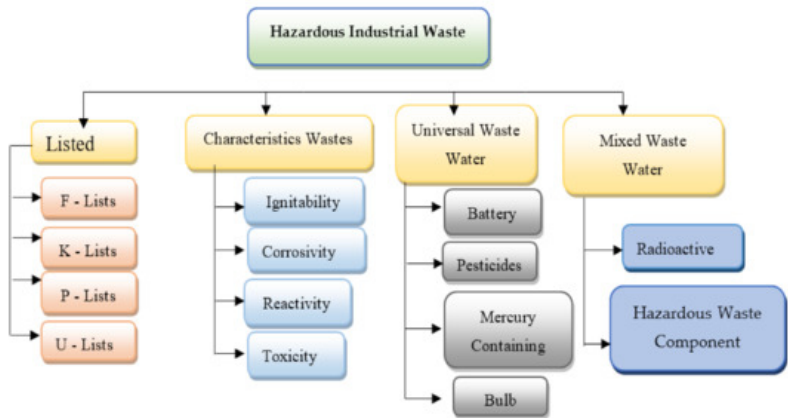 Hazardous Industrial Waste
Listed
F - Lists
K - Lists
P - Lists
U - Lists
Characteristics Wastes
Ignitability
Corrosivity
Reactivity
Toxicity
Universal Waste
Water
Battery
Pesticides
Mercury
Containing
Bulb
Mixed Waste
Water
Radioactive
Hazardous Waste
Component